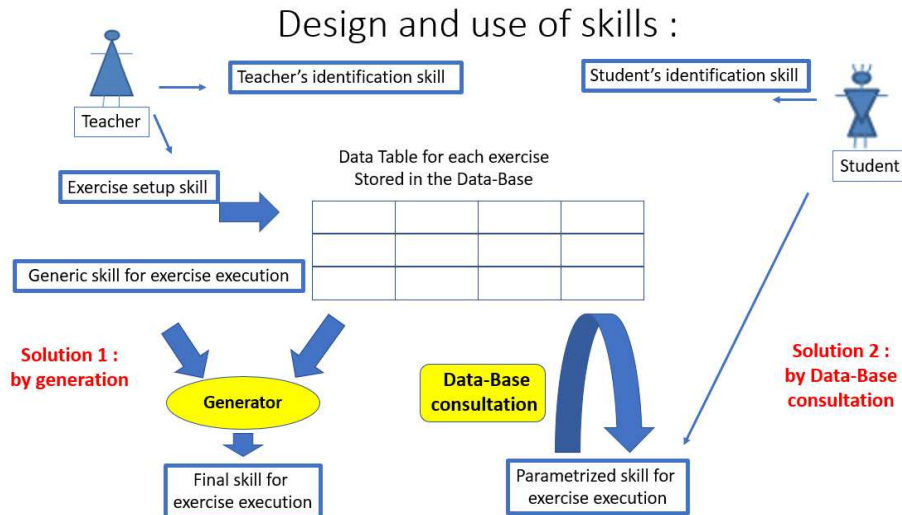 Design and use of skills :
Teacher's identification skill
Student's identification skill
Teacher
Student
Data Table for each exercise
Stored in the Data-Base
Exercise setup skill
Generic skill for exercise execution
Solution 1 :
by generation
Generator
Data-Base
consultation
Solution 2 :
by Data-Base
consultation
Final skill for
exercise execution
Parametrized skill for
exercise execution